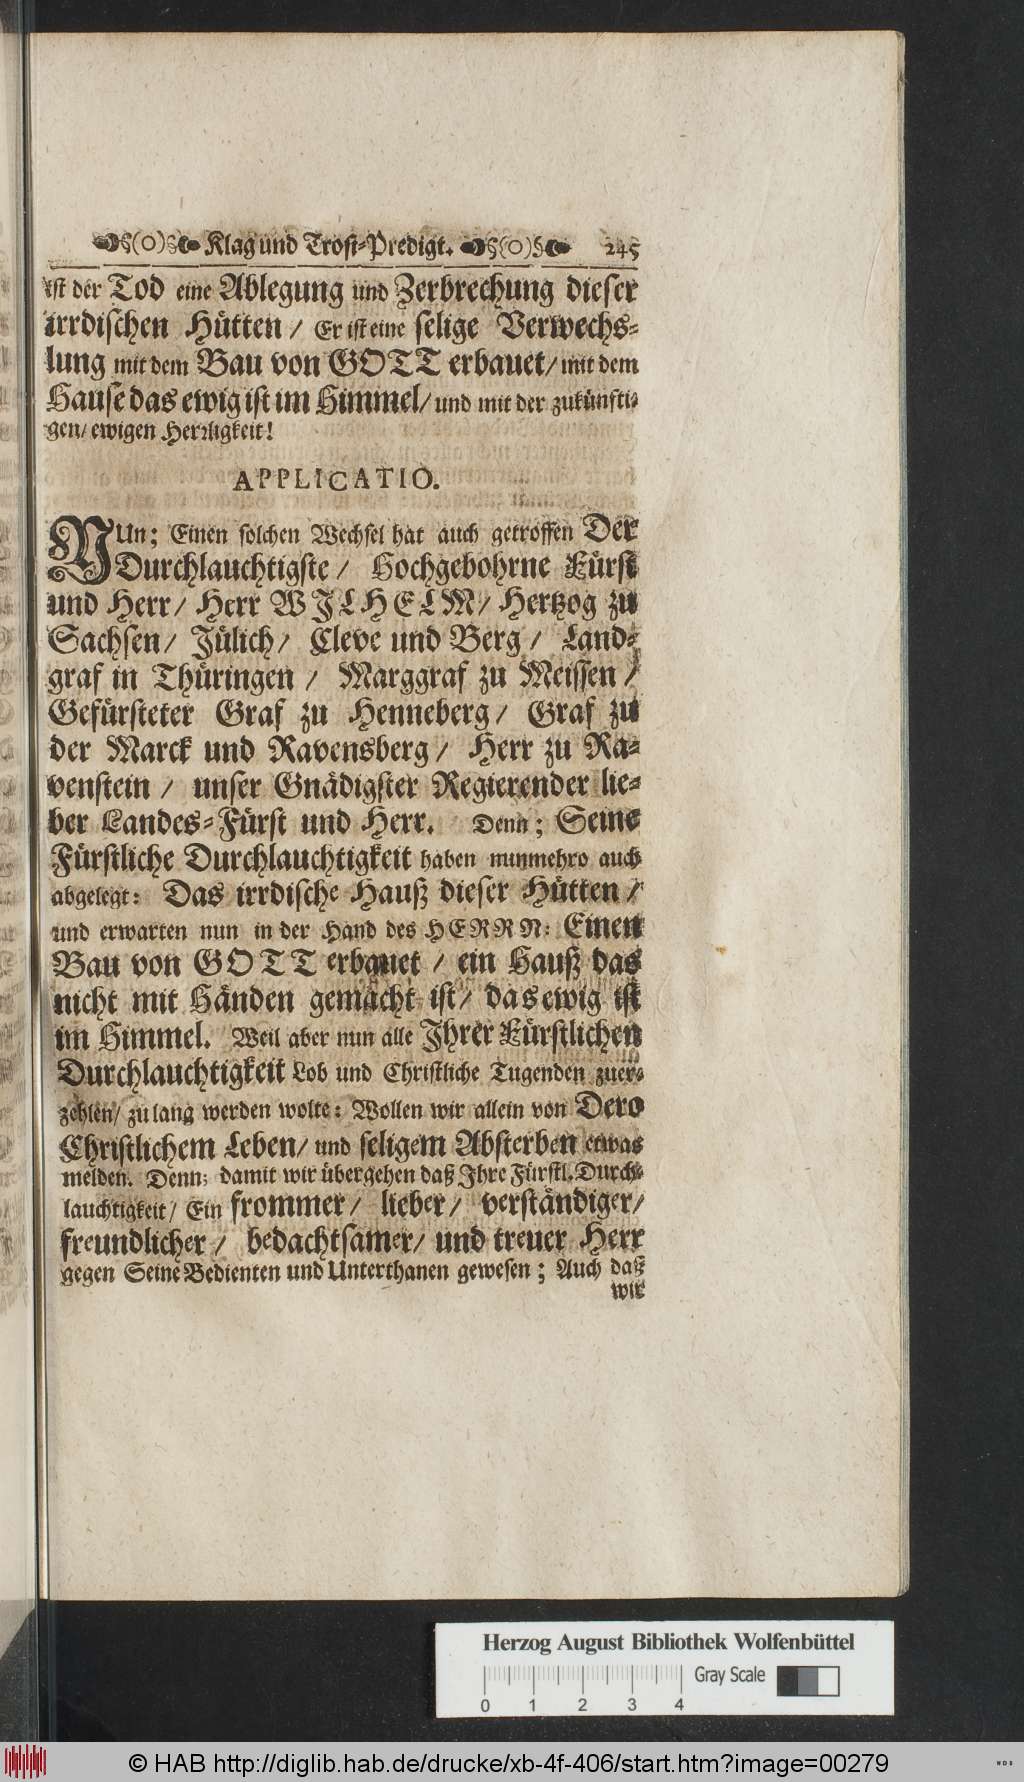 §(O)§ Klag und Trost-Predigt. §(O)§ 245
ist der Tod eine Ablegung und Zerbrechung dieser
irrdischen Hütten/ Er ist eine selige Verwechs-
lung mit dem Bau von GOTT erbauet/ mit dem
Hause das ewig ist im Himmel/ und mit der zukünfti-
gen/ ewigen Herrligkeit!
APPLICATIO.
NUn; Einen solchen Wechsel hat auch getroffen Der
Durchlauchtigste/ Hochgebohrne Fürst
und Herr/ Herr WJLHELM/ Hertzog zu
Sachsen/ Jülich/ Cleve und Berg/ Land-
graf in Thüringen/ Marggraf zu Meissen/
Gefürsteter Graf zu Henneberg/ Graf zu
der Marck und Ravensberg/ Herr zu Ra-
venstein/ unser Gnädigster Regierender lie-
ber Landes-Fürst und Herr. Denn; Seine
Fürstliche Durchlauchtigkeit haben nunmehro auch
abgelegt: Das irrdische Hauß dieser Hütten/
und erwarten nun in der Hand des HERRN: Einen
Bau von GOTT erbauet/ ein Hauß das
nicht mit Händen gemacht ist/ das ewig ist
im Himmel. Weil aber nun alle Jhrer Fürstlichen
Durchlauchtigkeit Lob und Christliche Tugenden zuer-
zehlen/ zu lang werden wolte: Wollen wir allein von Dero
Christlichem Leben/ und seligem Absterben etwas
melden. Denn; damit wir übergehen daß Jhre Fürstl. Durch-
lauchtigkeit/ Ein frommer/ lieber/ verständiger/
freundlicher/ bedachtsamer/ und treuer Herr
gegen Seine Bedienten und Unterthanen gewesen; Auch daß
wir
Herzog August Bibliothek Wolfenbüttel
Gray Scale
0 1 2 3 4
© HAB http://diglib.hab.de/drucke/xb-4f-406/start.htm?image=00279